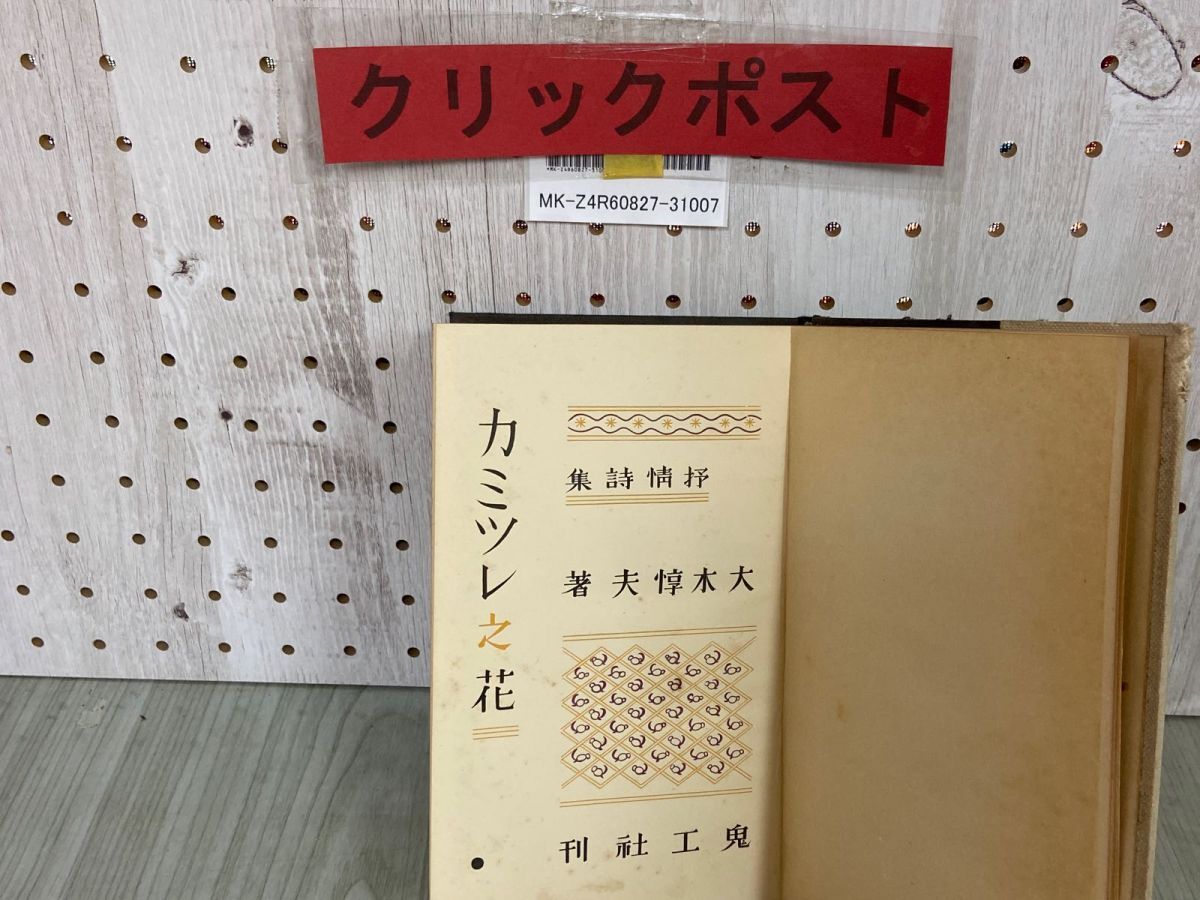 クリックポスト
MK-Z4R60827-31007
カミツレ之花
抒情詩集
大木惇夫著
鬼工社刊